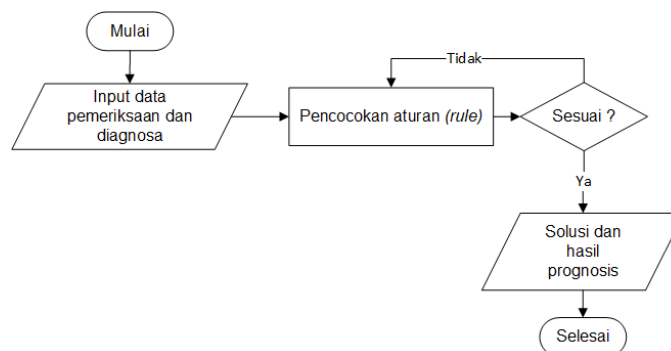 Mulai
Input data
pemeriksaan dan
diagnosa
Pencocokan aturan (rule)
Tidak
Sesuai ?
Ya
Solusi dan
hasil
prognosis
Selesai